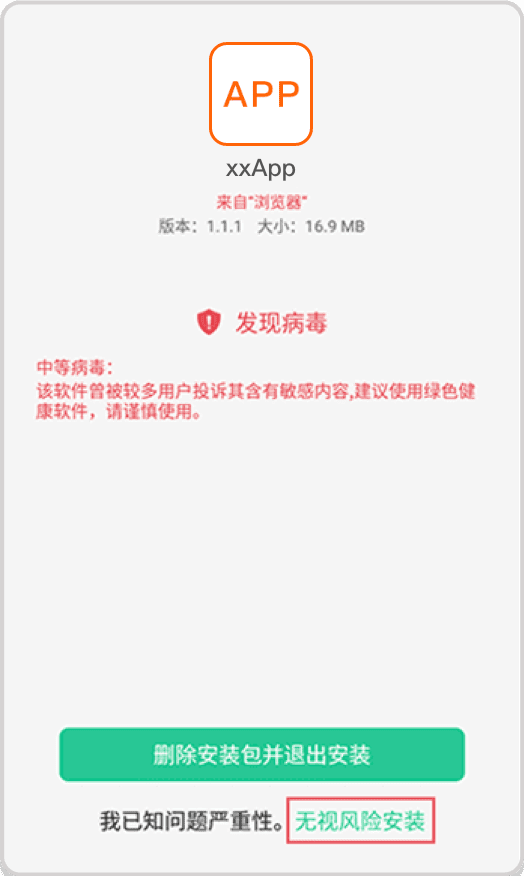 APP
xxApp
来自"浏览器"
版本：1.1.1 大小：16.9 MB
发现病毒
中等病毒：
该软件曾被较多用户投诉其含有敏感内容,建议使用绿色健
康软件，请谨慎使用。
删除安装包并退出安装
我已知问题严重性。无视风险安装